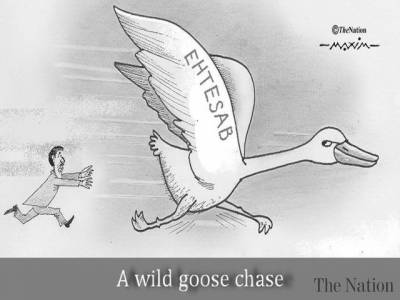 ©TheNation
MAXIM
EHTESAB
A wild goose chase
The Nation